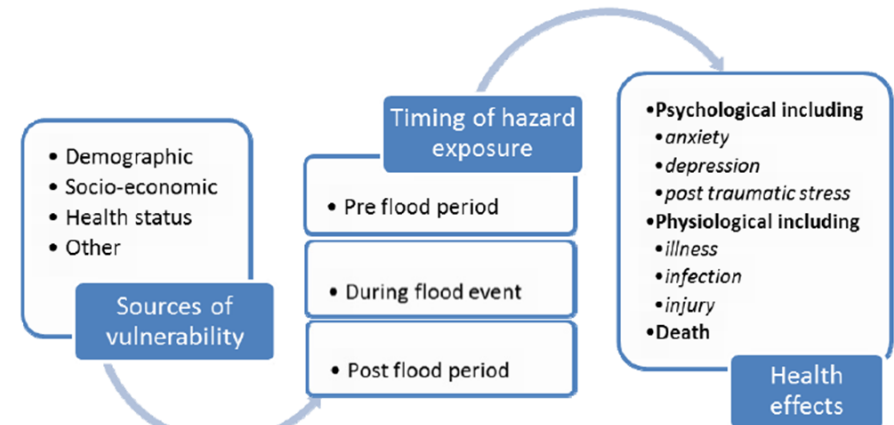 • Demographic
• Socio-economic
• Health status
• Other
Sources of
vulnerability
Timing of hazard
exposure
• Pre flood period
• During flood event
• Post flood period
•Psychological including
•anxiety
•depression
•post traumatic stress
•Physiological including
•illness
•infection
•injury
•Death
Health
effects